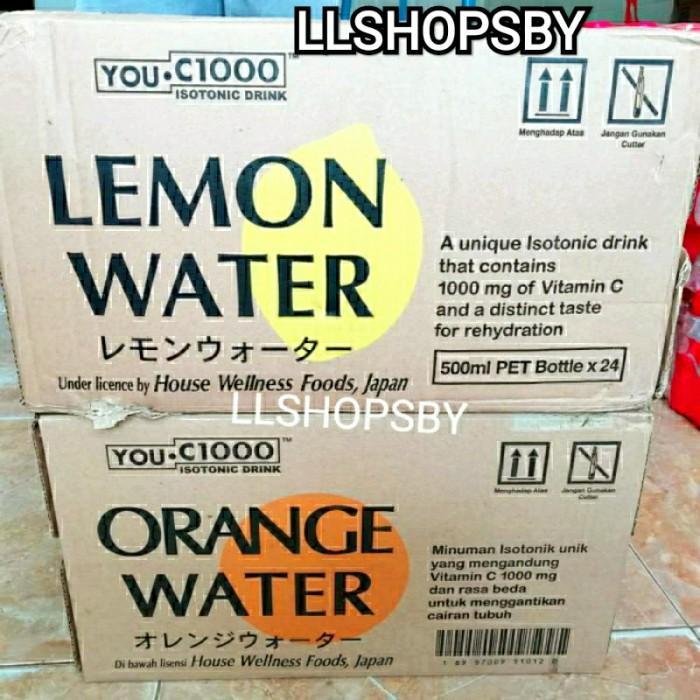 LLSHOPSBY
YOU•C1000™
ISOTONIC DRINK
Menghadap Atas
Jangan Gunakan
Cutter
LEMON
WATER
レモンウォーター
Under licence by House Wellness Foods, Japan
A unique Isotonic drink
that contains
1000 mg of Vitamin C
and a distinct taste
for rehydration
500ml PET Bottle x 24
LLSHOPSBY
YOU•C1000™
ISOTONIC DRINK
Menghadap Atas
Jangan Gunakan
Cutter
ORANGE
WATER
オレンジウォーター
Di bawah lisensi House Wellness Foods, Japan
Minuman Isotonik unik
yang mengandung
Vitamin C 1000 mg
dan rasa beda
untuk menggantikan
cairan tubuh